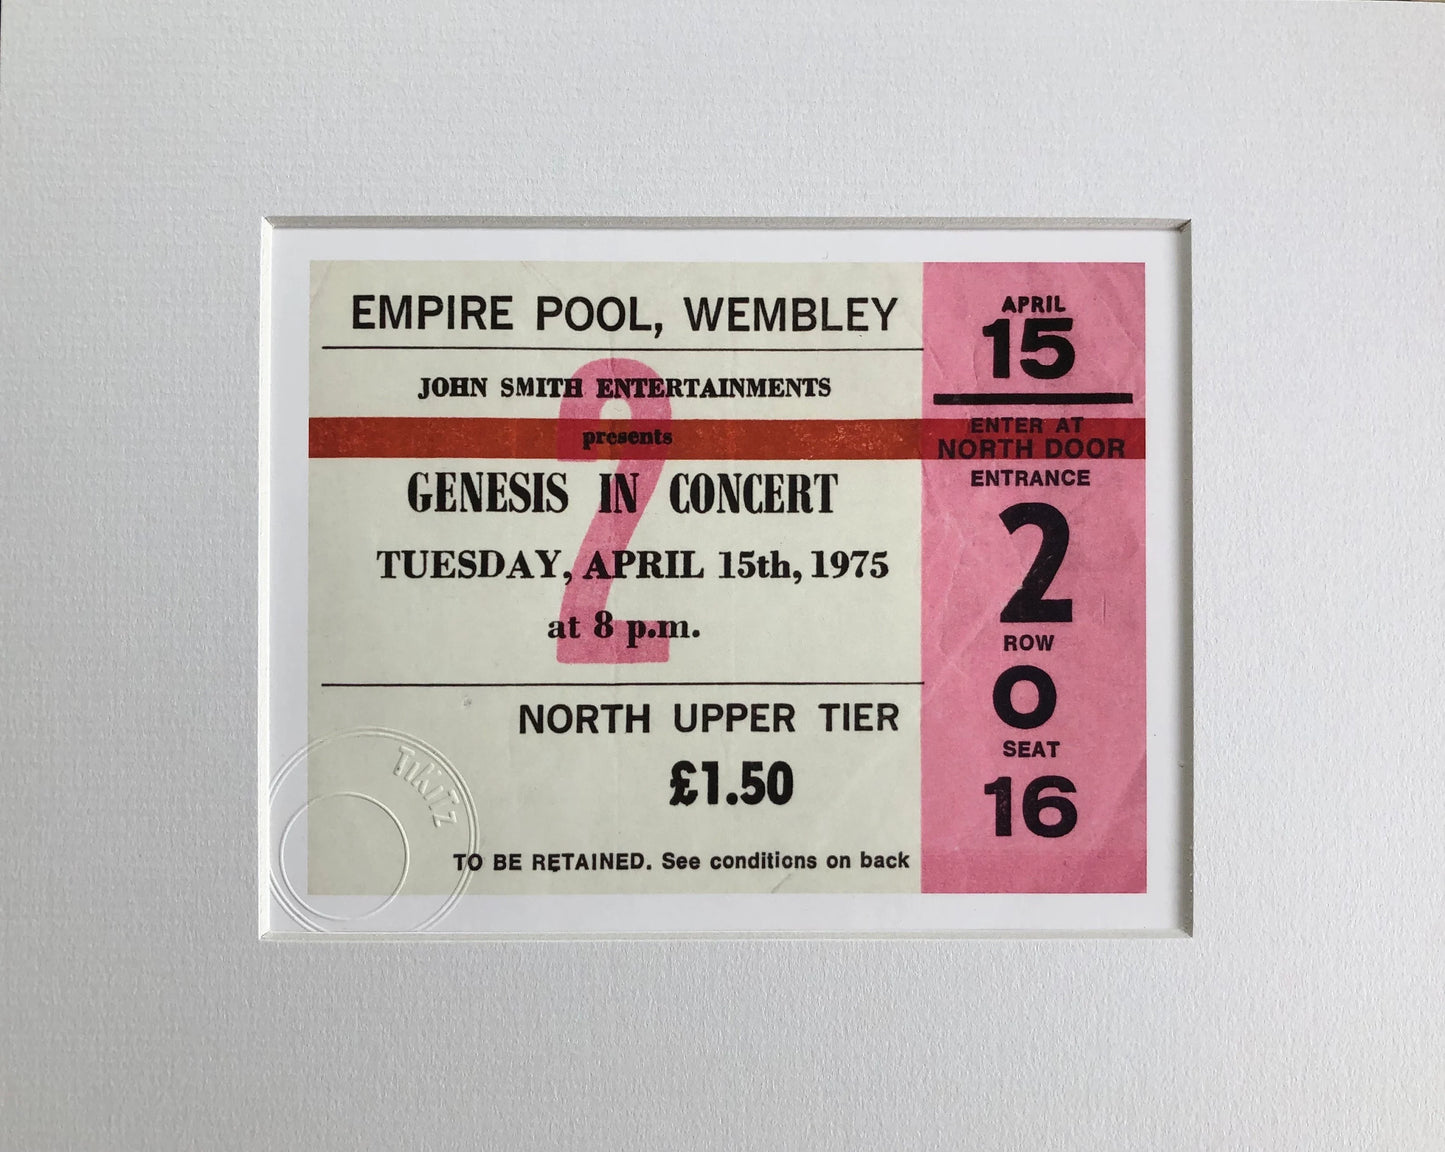 EMPIRE POOL, WEMBLEY
JOHN SMITH ENTERTAINMENTS
presents
GENESIS IN CONCERT
TUESDAY, APRIL 15th, 1975
at 8 p.m.
2
NORTH UPPER TIER
£1.50
TO BE RETAINED. See conditions on back
TiKiTz
APRIL
15
ENTER AT
NORTH DOOR
ENTRANCE
2
ROW
O
SEAT
16